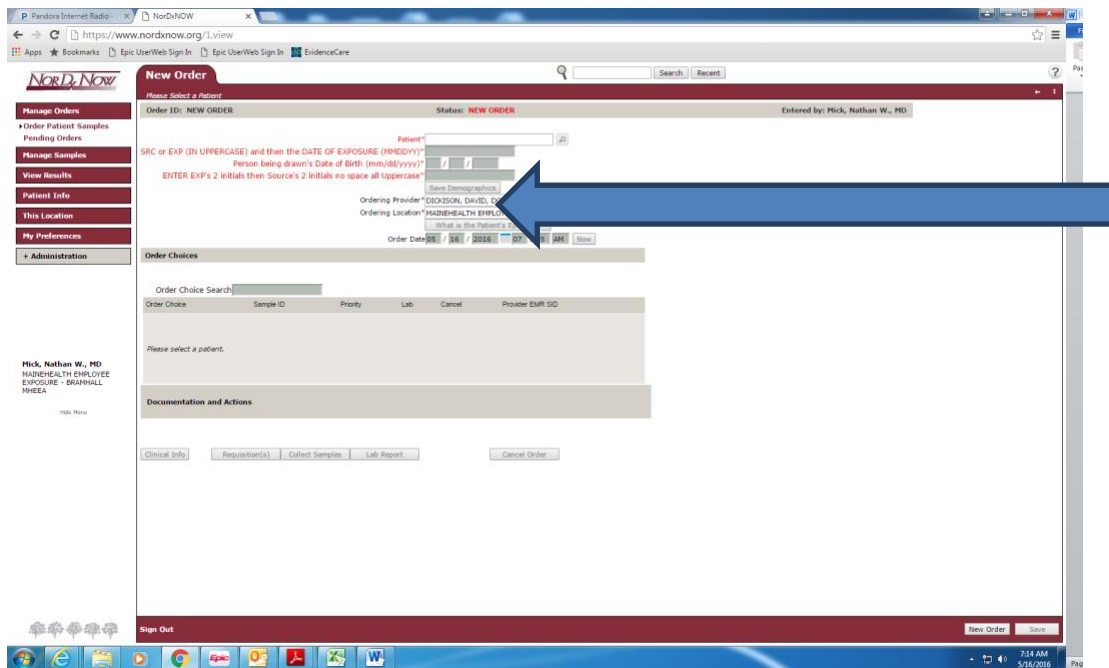 P Pandora Internet Radio - NorDxNOW
https://www.nordxnow.org/1.view
Apps Bookmarks Epic UserWeb Sign In Epic UserWeb Sign In EvidenceCare
NORDx NOW
New Order
Search Recent
?
Please Select a Patient
Order ID: NEW ORDER Status: NEW ORDER Entered by: Mick, Nathan W., MD
Manage Orders
Order Patient Samples
Pending Orders
Manage Samples
View Results
Patient Info
This Location
My Preferences
+ Administration
Patient*
SRC or EXP (IN UPPERCASE) and then the DATE OF EXPOSURE (MMDDYY)*
Person being drawn's Date of Birth (mm/dd/yyyy)* / /
ENTER EXP's 2 initials then Source's 2 initials no space all Uppercase*
Save Demographics
Ordering Provider* DICKISON, DAVID,
Ordering Location* MAINEHEALTH
What is the Patient's
Order Date 05 / 16 / 2016 07 AM Now
Order Choices
Order Choice Search
Order Choice Sample ID Priority Lab Cancel Provider EMR SID
Please select a patient.
Documentation and Actions
Clinical Info Requisition(s) Collect Samples Lab Report Cancel Order
Mick, Nathan W., MD
MAINEHEALTH EMPLOYEE
EXPOSURE - BRAMHALL
MHEEA
Hide Menu
Sign Out New Order Save
Epic
7:14 AM
5/16/2016